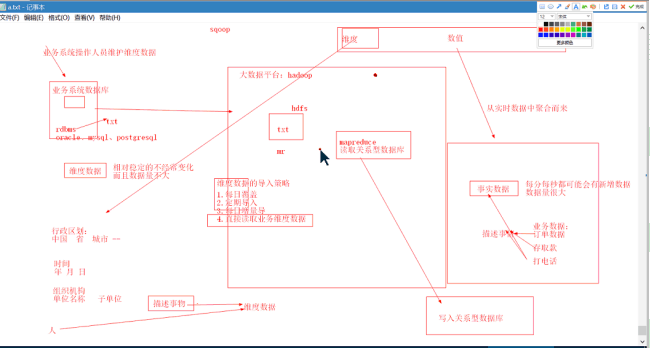 a.txt - 记事本
文件(F) 编辑(E) 格式(O) 查看(V) 帮助(H)
完成
12
更多颜色
sqoop
维度
数值
业务系统操作人员维护维度数据
大数据平台：hadoop
业务系统数据库
txt
rdbms
oracle、mysql、postgresql
hdfs
txt
mr
mapreduce
读取关系型数据库
从实时数据中聚合而来
维度数据
相对稳定的不经常变化
而且数据量不大
维度数据的导入策略
1.每日覆盖
2.定期导入
3.每日增量导
4.直接读取业务维度数据
事实数据
每分每秒都可能会有新增数据
数据量很大
行政区划：
中国 省 城市 --
业务数据：
描述事
订单数据
存取款
打电话
时间
年 月 日
组织机构
单位名称 子单位
描述事物
维度数据
写入关系型数据库
人